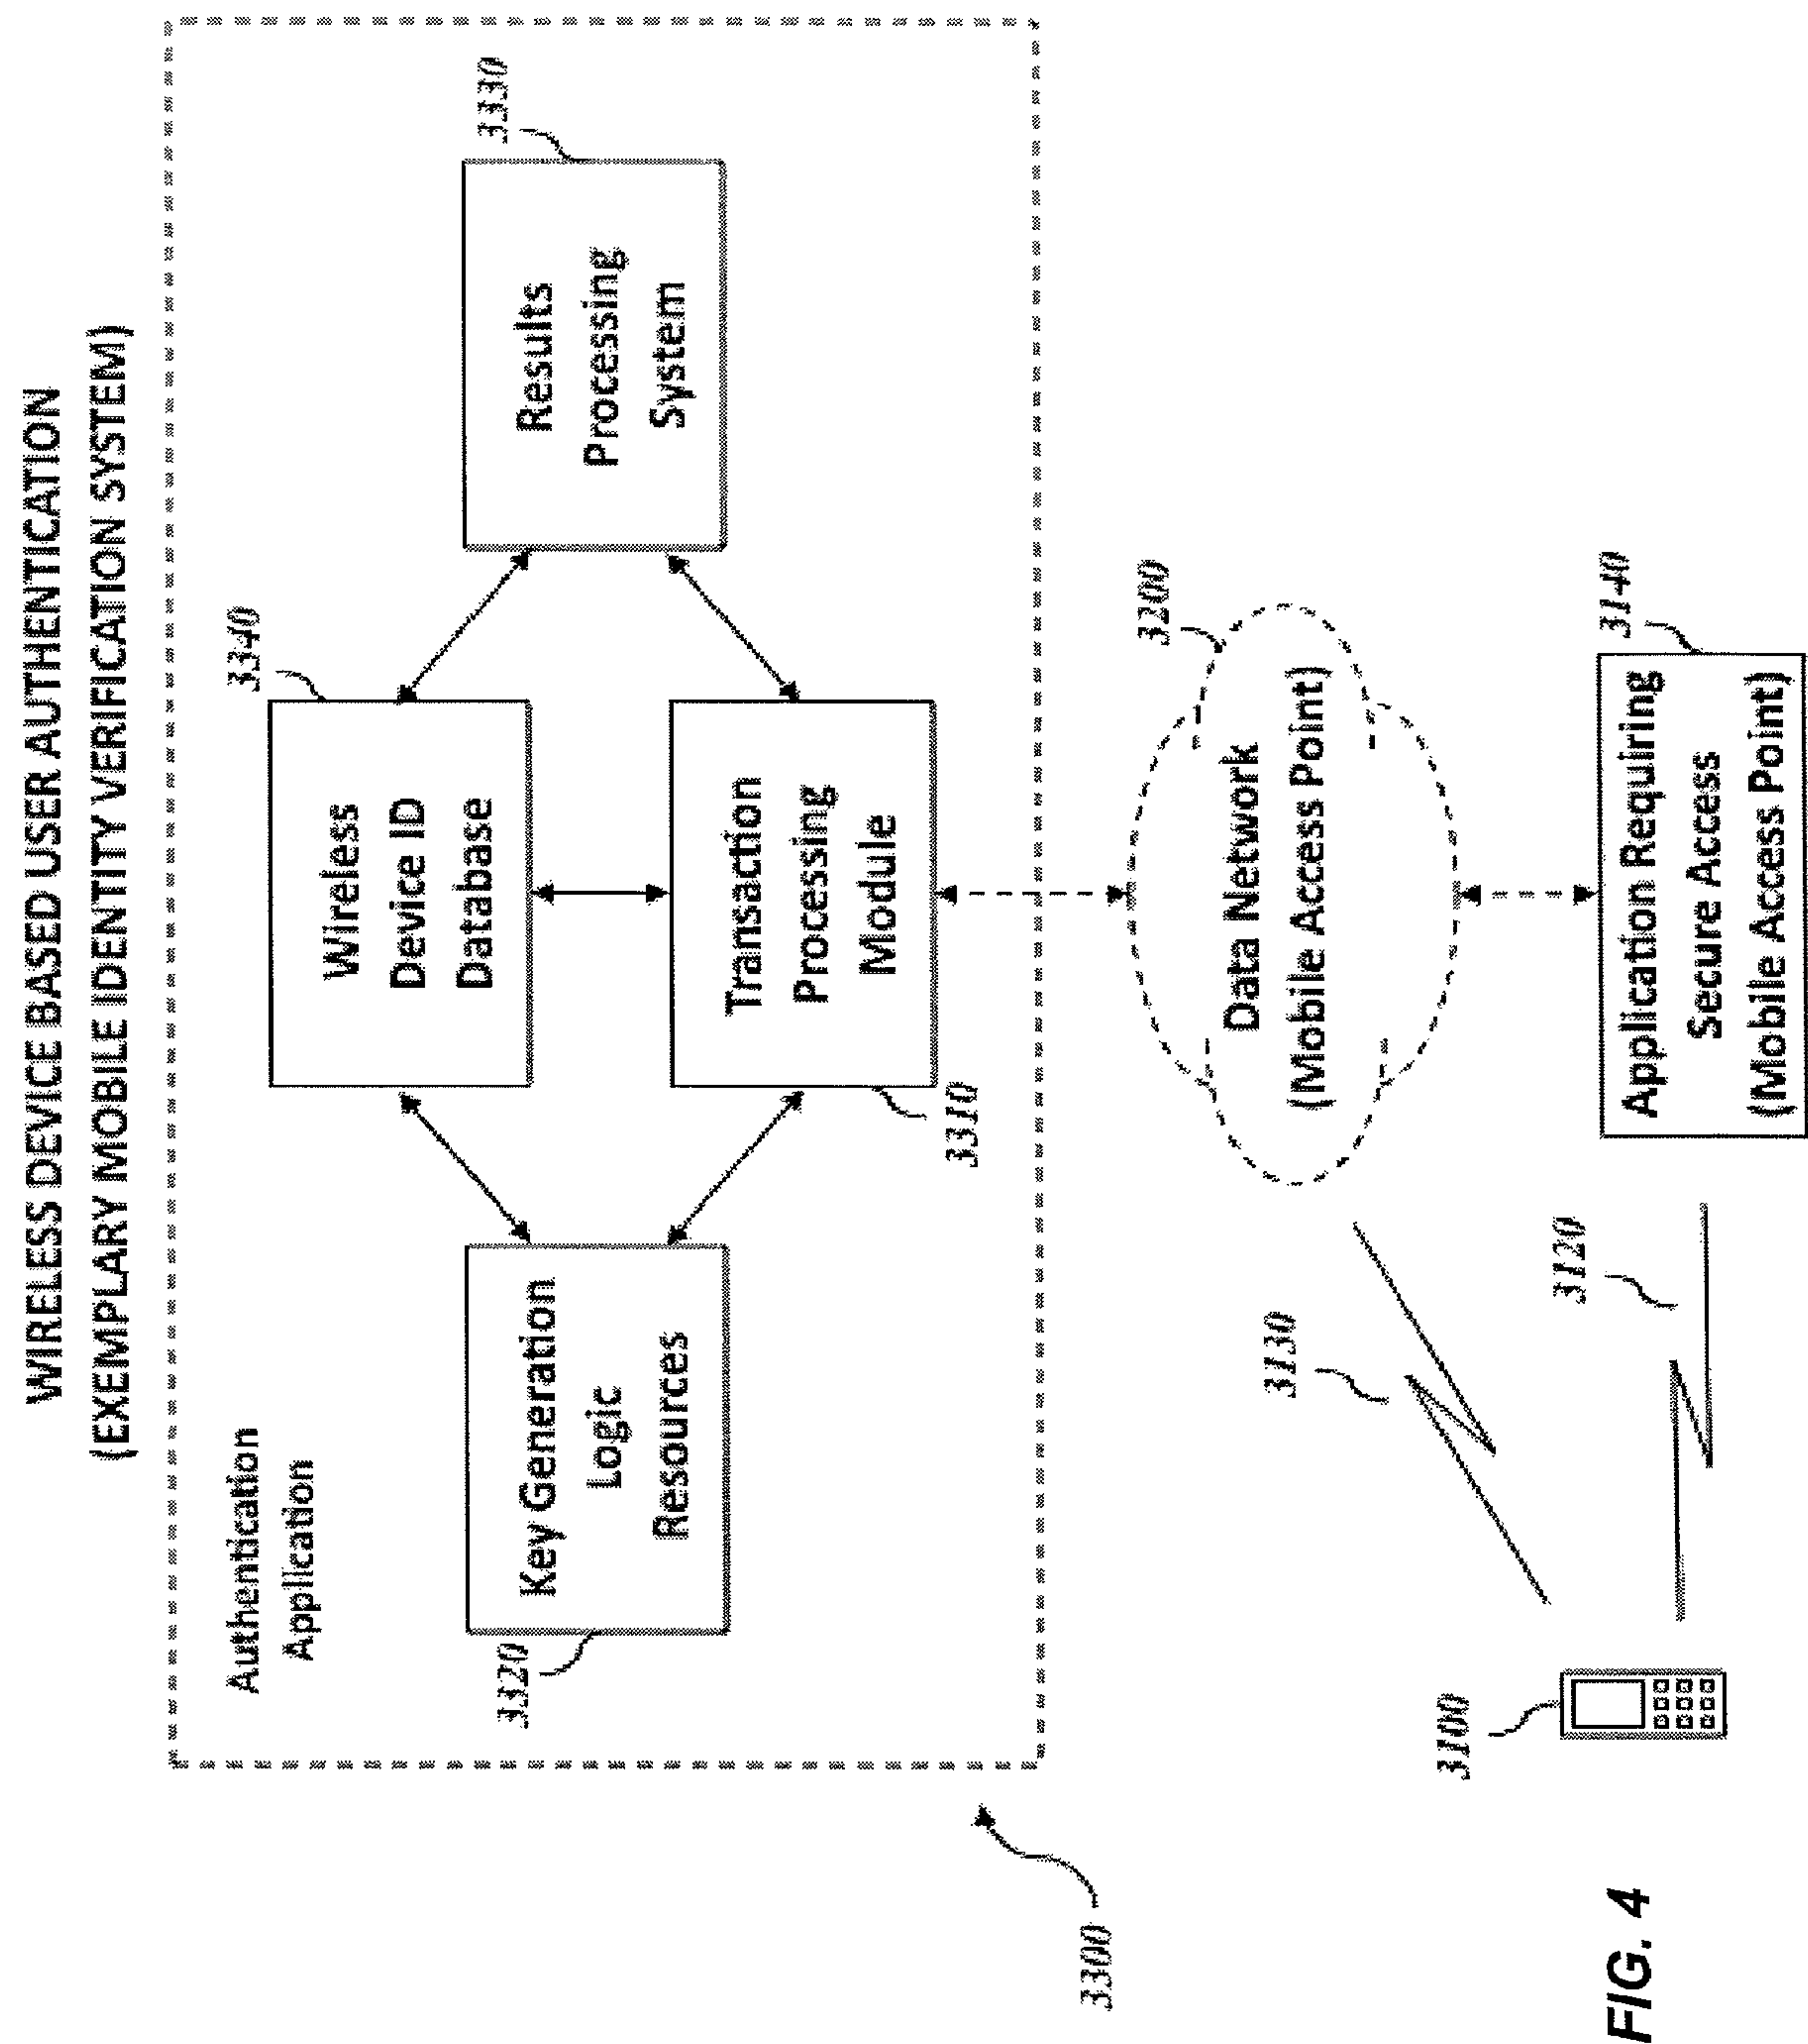 WIRELESS DEVICE BASED USER AUTHENTICATION
(EXEMPLARY MOBILE IDENTITY VERIFICATION SYSTEM)
Authentication
Application
3340
Wireless
Device ID
Database
3320
Key Generation
Logic
Resources
3330
Results
Processing
System
Transaction
Processing
Module
3310
3300
3200
Data Network
(Mobile Access Point)
3130
3100
3120
3140
Application Requiring
Secure Access
(Mobile Access Point)
FIG. 4